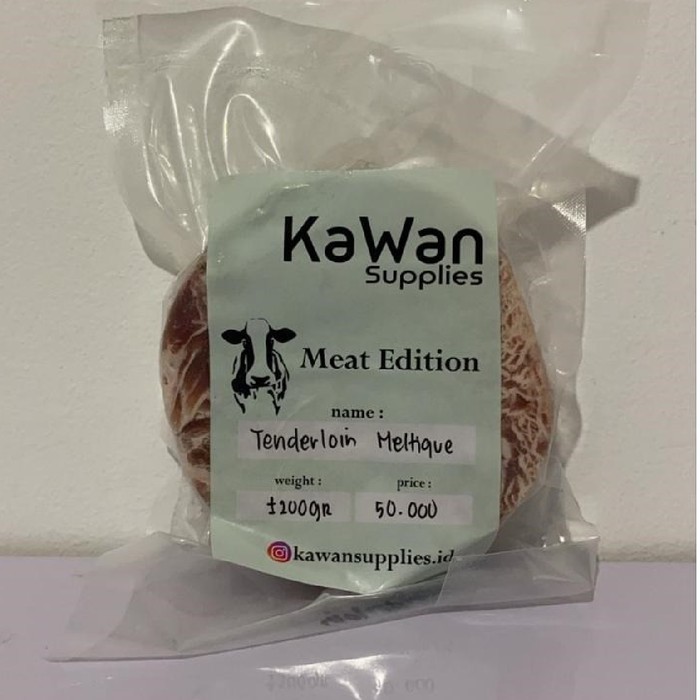 KaWan
Supplies
Meat Edition
name :
Tenderloin Meltique
weight : price :
±200gr 50.000
kawansupplies.id